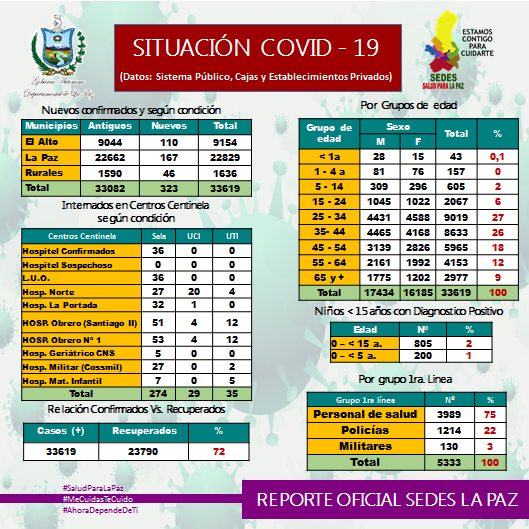 SITUACIÓN COVID - 19
(Datos: Sistema Público, Cajas y Establecimientos Privados)
Gobierno Autónomo
Departamental de La Paz
ESTAMOS
CONTIGO
PARA
CUIDARTE
SEDES
SALUD PARA LA PAZ
Nuevos confirmados y según condición
Municipios Antiguos Nuevos Total
El Alto 9044 110 9154
La Paz 22662 167 22829
Rurales 1590 46 1636
Total 33082 323 33619
Internados en Centros Centinela
según condición
Centros Centinela Sala UCI UTI
Hospitel Confirmados 36 0 0
Hospitel Sospechoso 0 0 0
L.U.O. 36 0 0
Hosp. Norte 27 20 4
Hosp. La Portada 32 1 0
HOSP. Obrero (Santiago II) 51 4 12
HOSP. Obrero N° 1 53 4 12
Hosp. Geriátrico CNS 5 0 0
Hosp. Militar (Cossmil) 27 0 2
Hosp. Mat. Infantil 7 0 5
Total 274 29 35
Relación Confirmados Vs. Recuperados
Casos (+) Recuperados %
33619 23790 72
Por Grupos de edad
Grupo de edad Sexo Total %
M F
< 1a 28 15 43 0,1
1 - 4 a 81 76 157 0
5 - 14 309 296 605 2
15 - 24 1045 1022 2067 6
25 - 34 4431 4588 9019 27
35- 44 4465 4168 8633 26
45 - 54 3139 2826 5965 18
55 - 64 2161 1992 4153 12
65 y + 1775 1202 2977 9
Total 17434 16185 33619 100
Niños < 15 años con Diagnostico Positivo
Edad N° %
0 – < 15 a. 805 2
0 – < 5 a. 200 1
Por grupo 1ra. Linea
Grupo 1ra línea N° %
Personal de salud 3989 75
Policías 1214 22
Militares 130 3
Total 5333 100
#SaludParaLaPaz
#MeCuidasTeCuido
#AhoraDependeDeTi
REPORTE OFICIAL SEDES LA PAZ